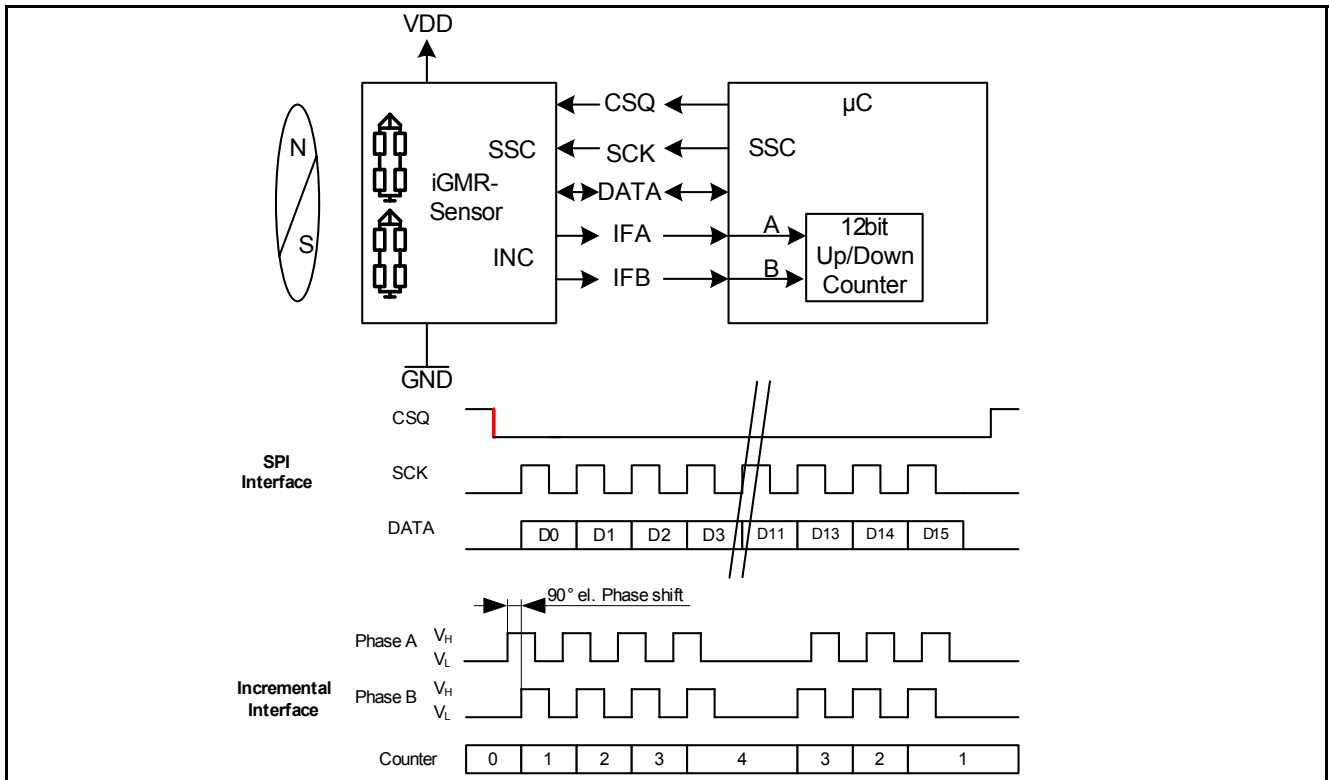 VDD
CSQ
µC
N
SSC
SCK
SSC
iGMR-
Sensor
DATA
S
IFA
A
12bit
Up/Down
Counter
INC
IFB
B
GND
CSQ
SPI
Interface
SCK
DATA
D0 D1 D2 D3 D11 D13 D14 D15
90° el. Phase shift
Phase A
VH
VL
Incremental
Interface
Phase B
VH
VL
Counter
0 1 2 3 4 3 2 1